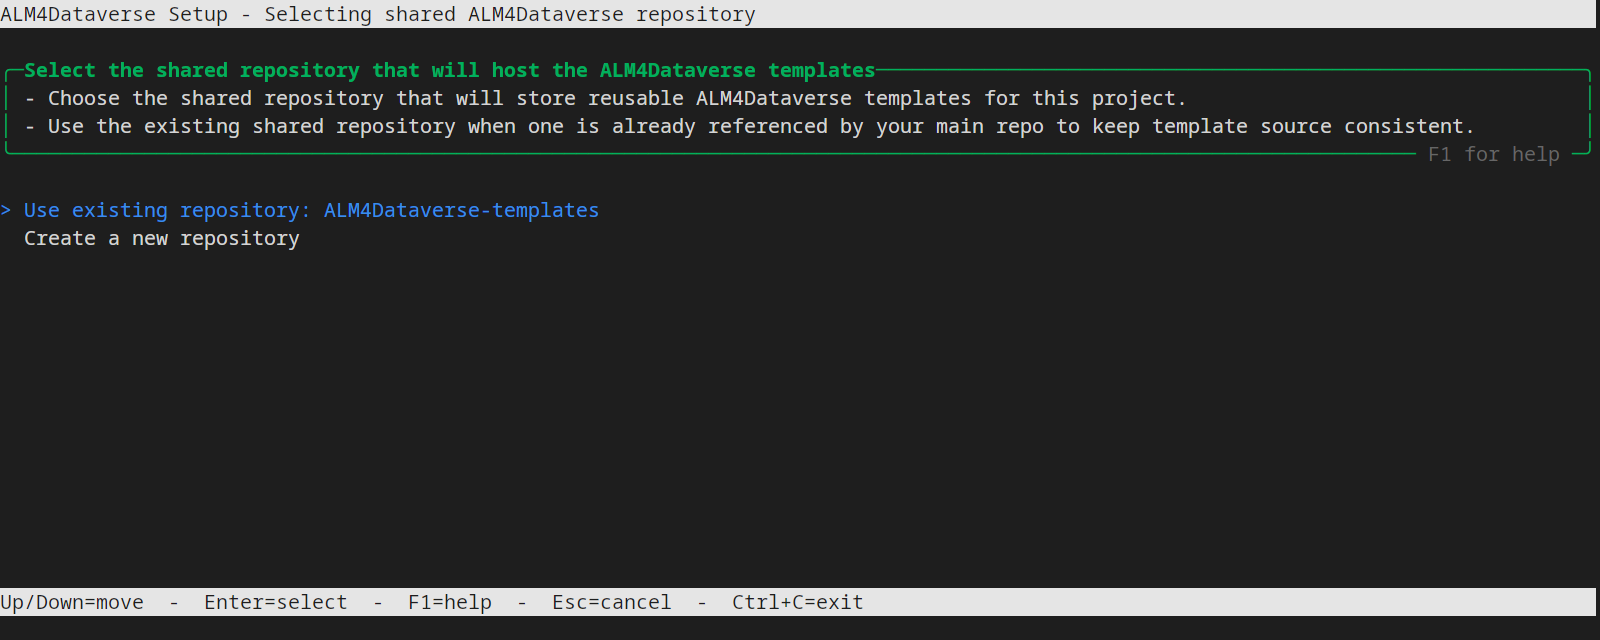 ALM4Dataverse Setup - Selecting shared ALM4Dataverse repository
Select the shared repository that will host the ALM4Dataverse templates
- Choose the shared repository that will store reusable ALM4Dataverse templates for this project.
- Use the existing shared repository when one is already referenced by your main repo to keep template source consistent.
F1 for help
> Use existing repository: ALM4Dataverse-templates
Create a new repository
Up/Down=move  -  Enter=select  -  F1=help  -  Esc=cancel  -  Ctrl+C=exit